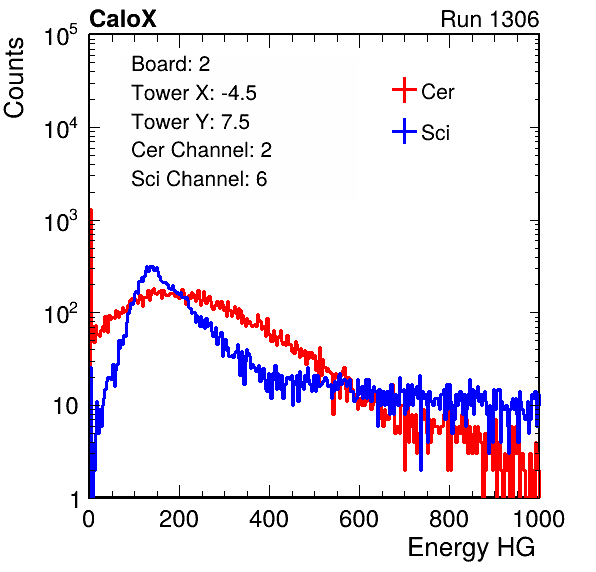 CaloX Run 1306
Counts
Board: 2
Tower X: -4.5
Tower Y: 7.5
Cer Channel: 2
Sci Channel: 6
Cer
Sci
10^5
10^4
10^3
10^2
10
1
0 200 400 600 800 1000
Energy HG